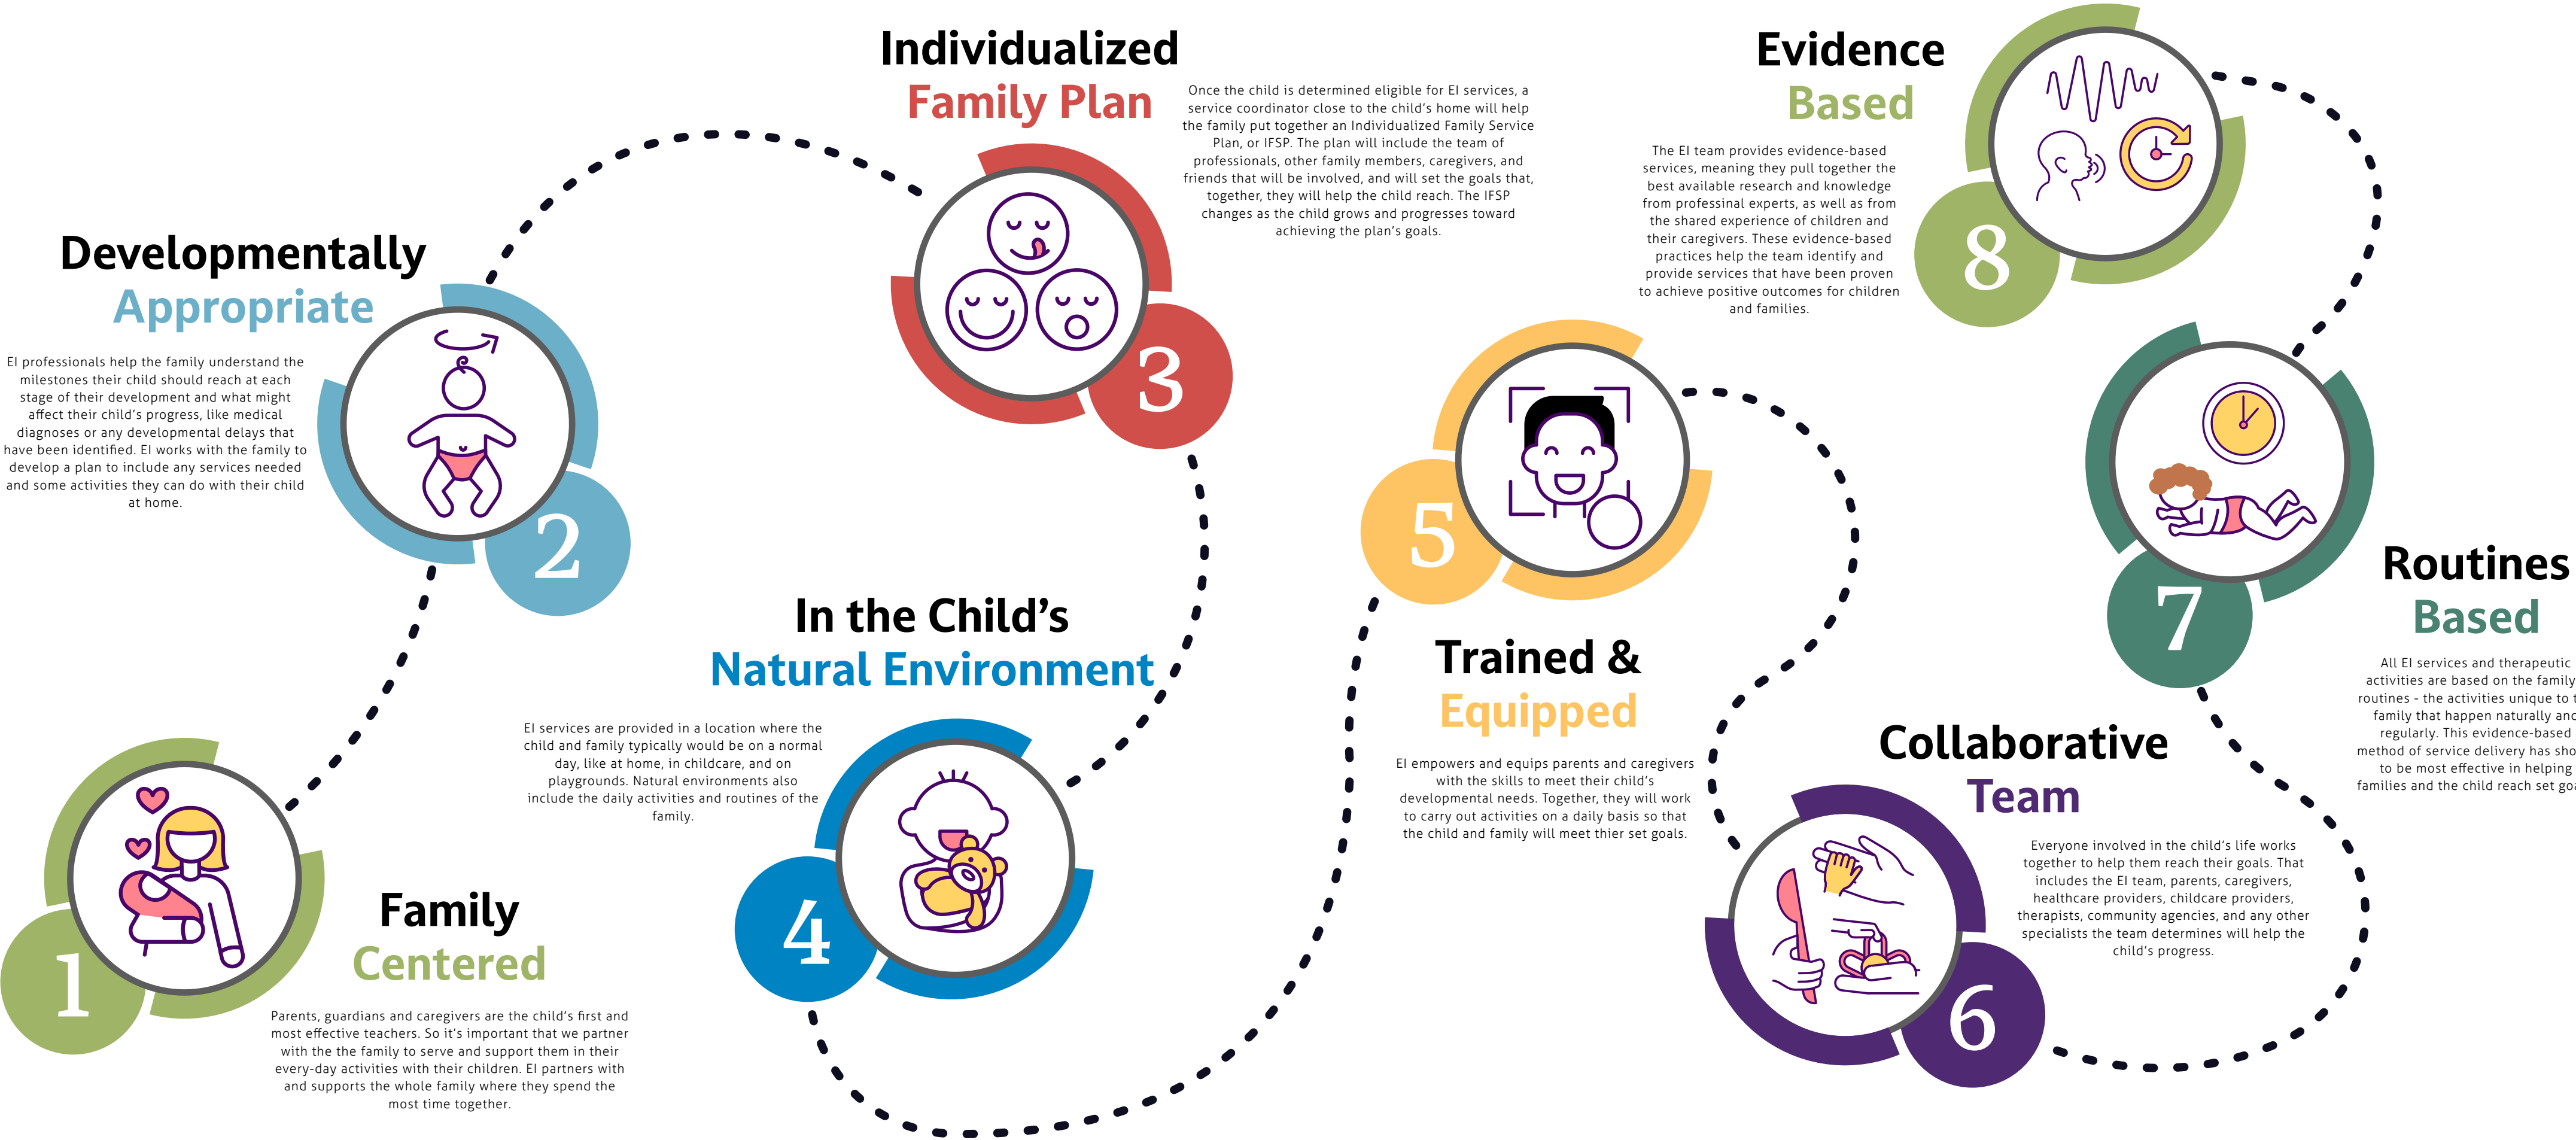 1
Family
Centered
Parents, guardians and caregivers are the child's first and
most effective teachers. So it's important that we partner
with the the family to serve and support them in their
every-day activities with their children. EI partners with
and supports the whole family where they spend the
most time together.
Developmentally
Appropriate
EI professionals help the family understand the
milestones their child should reach at each
stage of their development and what might
affect their child's progress, like medical
diagnoses or any developmental delays that
have been identified. EI works with the family to
develop a plan to include any services needed
and some activities they can do with their child
at home.
2
Individualized
Family Plan
Once the child is determined eligible for EI services, a
service coordinator close to the child's home will help
the family put together an Individualized Family Service
Plan, or IFSP. The plan will include the team of
professionals, other family members, caregivers, and
friends that will be involved, and will set the goals that,
together, they will help the child reach. The IFSP
changes as the child grows and progresses toward
achieving the plan's goals.
3
In the Child's
Natural Environment
EI services are provided in a location where the
child and family typically would be on a normal
day, like at home, in childcare, and on
playgrounds. Natural environments also
include the daily activities and routines of the
family.
4
5
Trained &
Equipped
EI empowers and equips parents and caregivers
with the skills to meet their child's
developmental needs. Together, they will work
to carry out activities on a daily basis so that
the child and family will meet thier set goals.
Collaborative
Team
Everyone involved in the child's life works
together to help them reach their goals. That
includes the EI team, parents, caregivers,
healthcare providers, childcare providers,
therapists, community agencies, and any other
specialists the team determines will help the
child's progress.
6
7
Routines
Based
All EI services and therapeutic
activities are based on the family
routines - the activities unique to
family that happen naturally and
regularly. This evidence-based
method of service delivery has
to be most effective in helping
families and the child reach set
Evidence
Based
The EI team provides evidence-based
services, meaning they pull together the
best available research and knowledge
from professinal experts, as well as from
the shared experience of children and
their caregivers. These evidence-based
practices help the team identify and
provide services that have been proven
to achieve positive outcomes for children
and families.
8